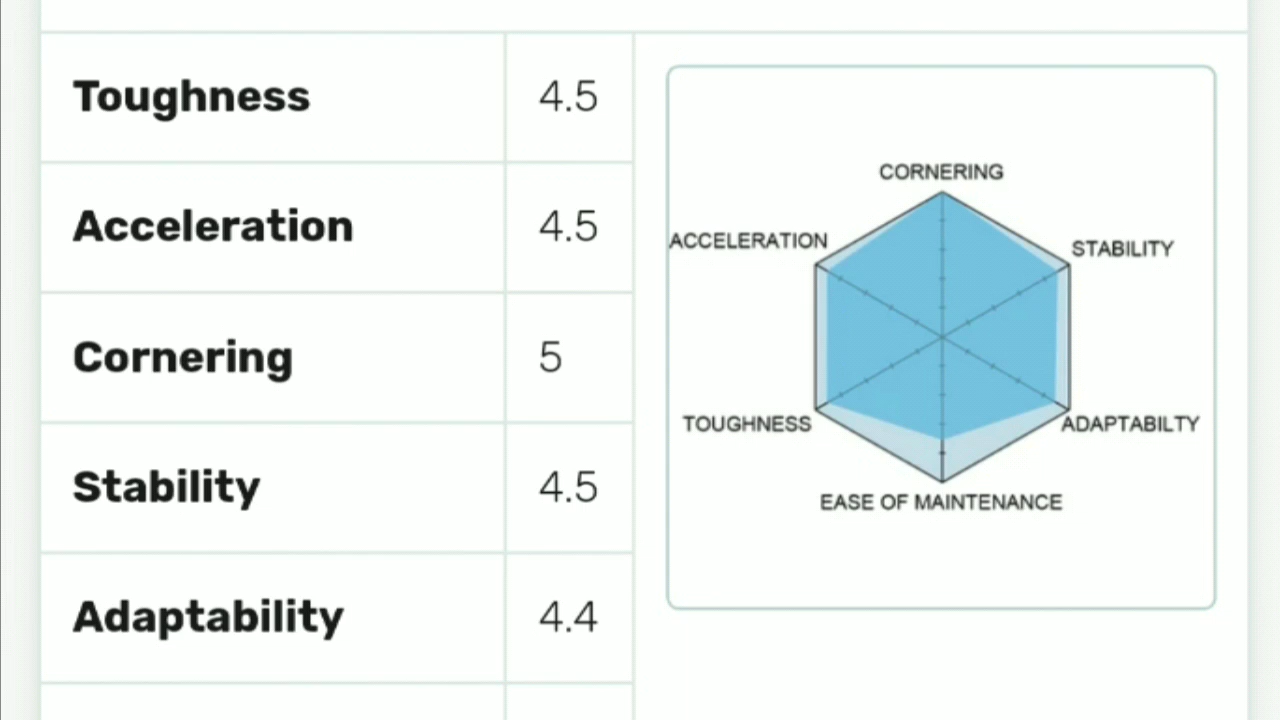 Toughness 4.5
Acceleration 4.5
Cornering 5
Stability 4.5
Adaptability 4.4
CORNERING
ACCELERATION
STABILITY
TOUGHNESS
ADAPTABILTY
EASE OF MAINTENANCE